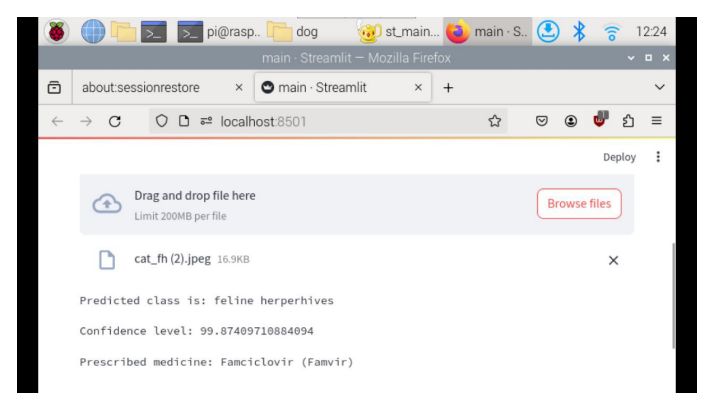 pi@rasp.. dog st_main... main · S.. 12:24
main – Streamlit — Mozilla Firefox
about:sessionrestore × main · Streamlit × +
localhost:8501
Deploy
Drag and drop file here
Limit 200MB per file
Browse files
cat_fh (2).jpeg 16.9KB
Predicted class is: feline herperhives
Confidence level: 99.87409710884094
Prescribed medicine: Famciclovir (Famvir)